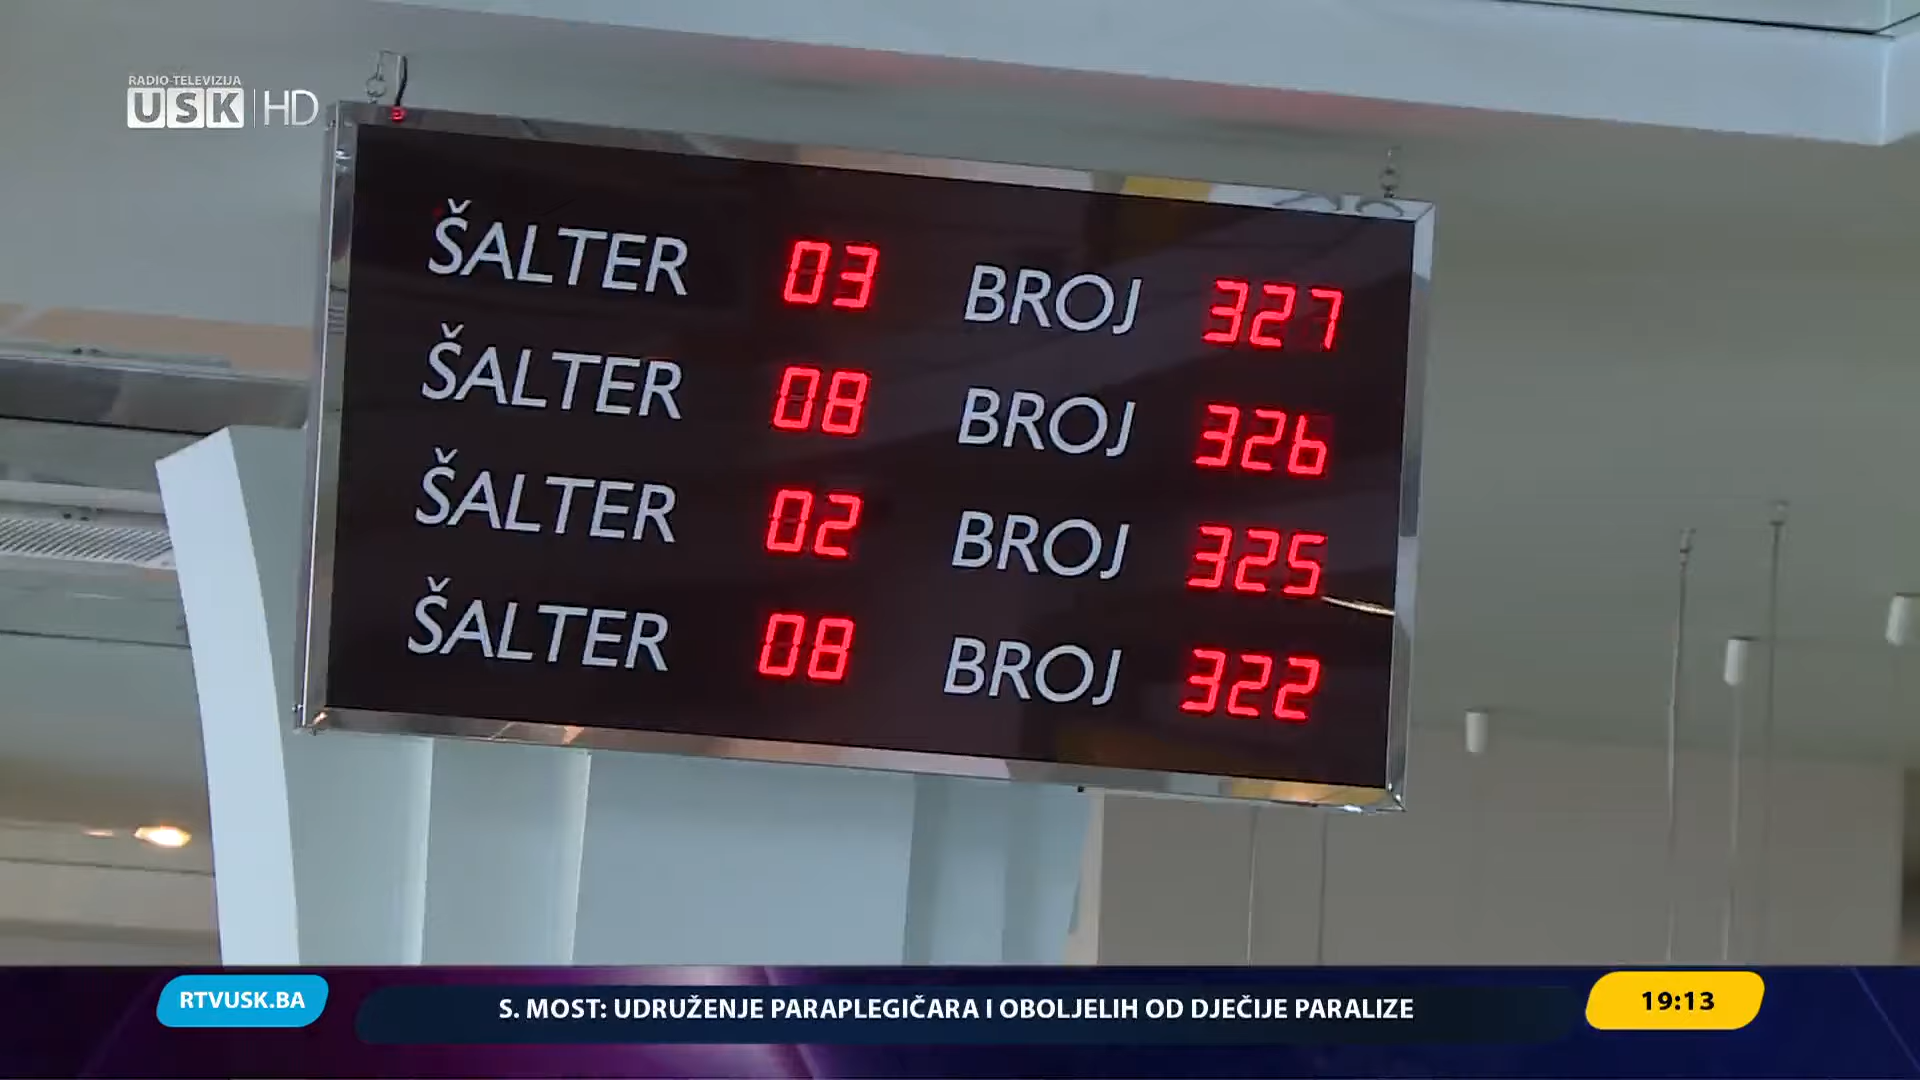 RADIO-TELEVIZIJA
USK HD
ŠALTER 03 BROJ 327
ŠALTER 08 BROJ 326
ŠALTER 02 BROJ 325
ŠALTER 08 BROJ 322
RTVUSK.BA
S. MOST: UDRUŽENJE PARAPLEGIČARA I OBOLJELIH OD DJEČIJE PARALIZE
19:13